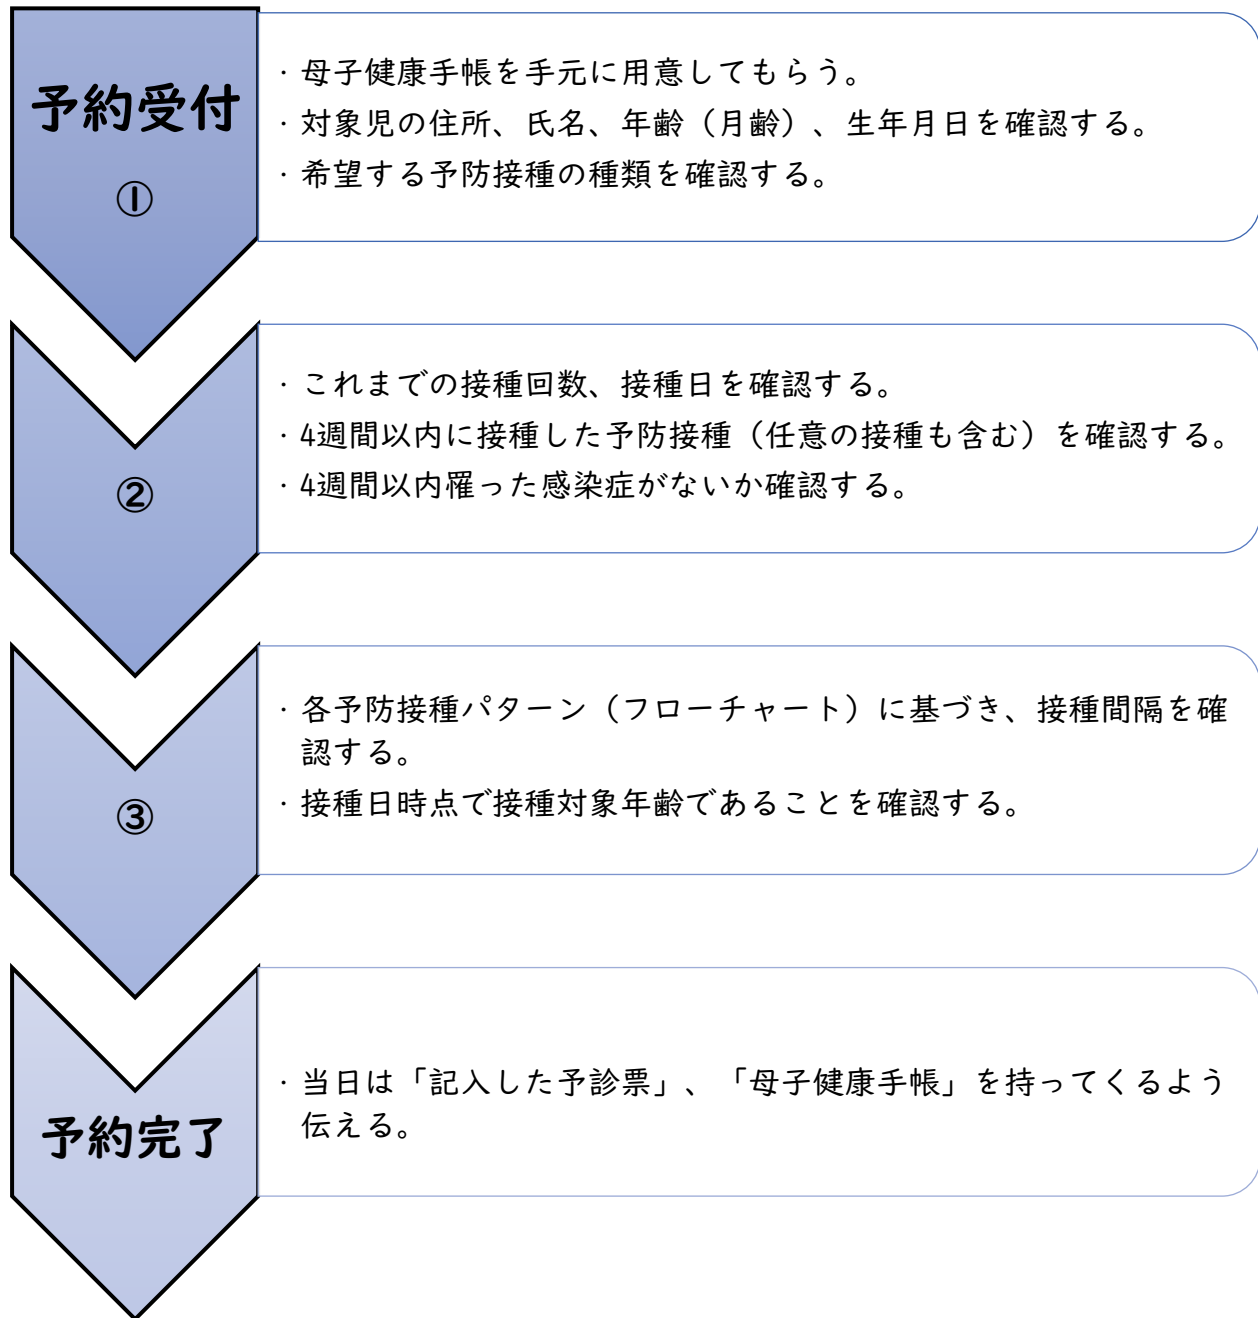 予約受付
①
・母子健康手帳を手元に用意してもらう。
・対象児の住所、氏名、年齢（月齢）、生年月日を確認する。
・希望する予防接種の種類を確認する。
②
・これまでの接種回数、接種日を確認する。
・4週間以内に接種した予防接種（任意の接種も含む）を確認する。
・4週間以内罹った感染症がないか確認する。
③
・各予防接種パターン（フローチャート）に基づき、接種間隔を確
認する。
・接種日時点で接種対象年齢であることを確認する。
予約完了
・当日は「記入した予診票」、「母子健康手帳」を持ってくるよう
伝える。